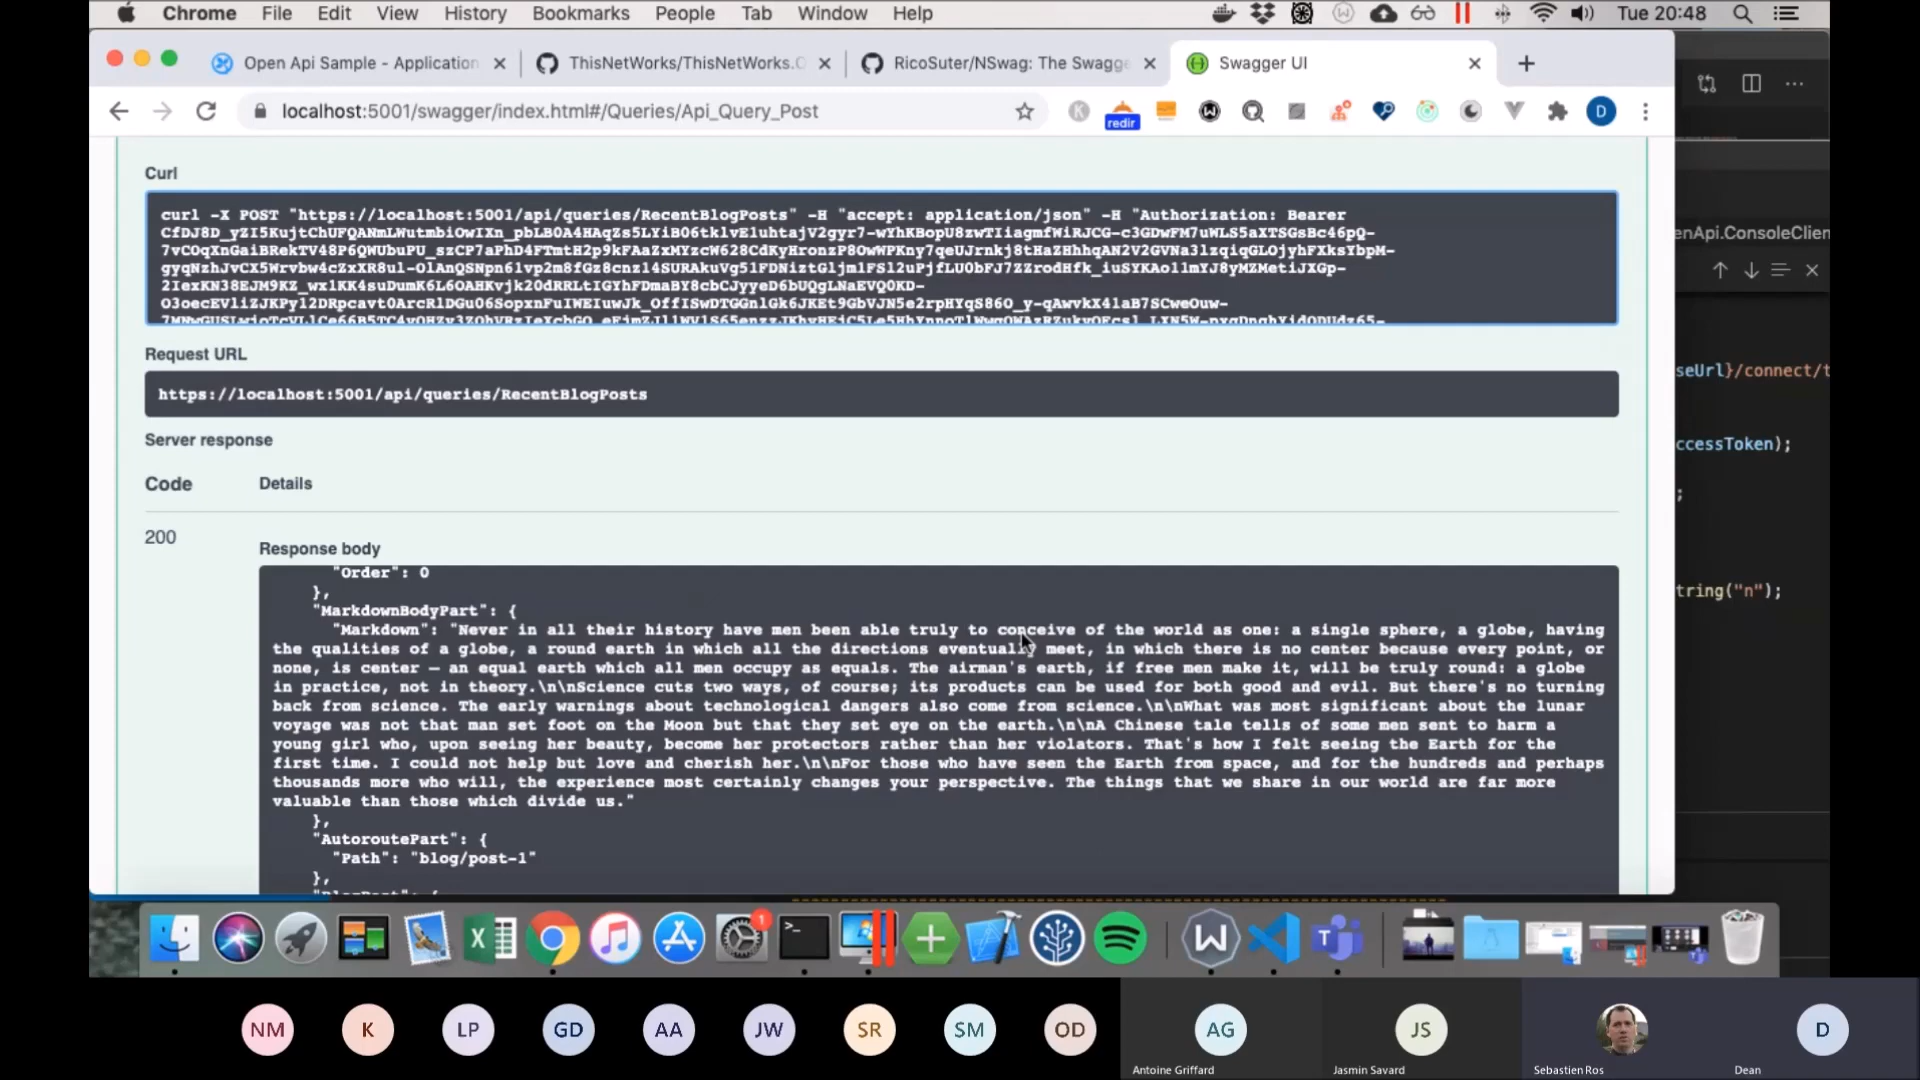 Chrome File Edit View History Bookmarks People Tab Window Help Tue 20:48
Open Api Sample - Application ThisNetWorks/ThisNetWorks. RicoSuter/NSwag: The Swagge Swagger UI
localhost:5001/swagger/index.html#/Queries/Api_Query_Post redir D
Curl
curl -X POST "https://localhost:5001/api/queries/RecentBlogPosts" -H "accept: application/json" -H "Authorization: Bearer
Request URL
https://localhost:5001/api/queries/RecentBlogPosts
Server response
Code Details
200
Response body
"Order": 0
},
"MarkdownBodyPart": {
"Markdown": "Never in all their history have men been able truly to conceive of the world as one: a single sphere, a globe, having
the qualities of a globe, a round earth in which all the directions eventually meet, in which there is no center because every point, or
none, is center — an equal earth which all men occupy as equals. The airman's earth, if free men make it, will be truly round: a globe
in practice, not in theory.\n\nScience cuts two ways, of course; its products can be used for both good and evil. But there's no turning
back from science. The early warnings about technological dangers also come from science.\n\nWhat was most significant about the lunar
voyage was not that man set foot on the Moon but that they set eye on the earth.\n\nA Chinese tale tells of some men sent to harm a
young girl who, upon seeing her beauty, become her protectors rather than her violators. That's how I felt seeing the Earth for the
first time. I could not help but love and cherish her.\n\nFor those who have seen the Earth from space, and for the hundreds and perhaps
thousands more who will, the experience most certainly changes your perspective. The things that we share in our world are far more
valuable than those which divide us."
},
"AutoroutePart": {
"Path": "blog/post-1"
},
enApi.ConsoleClien
seUrl}/connect/t
ccessToken);
;
tring("n");
1
NM K LP GD AA JW SR SM OD AG JS D
Antoine Griffard Jasmin Savard Sebastien Ros Dean